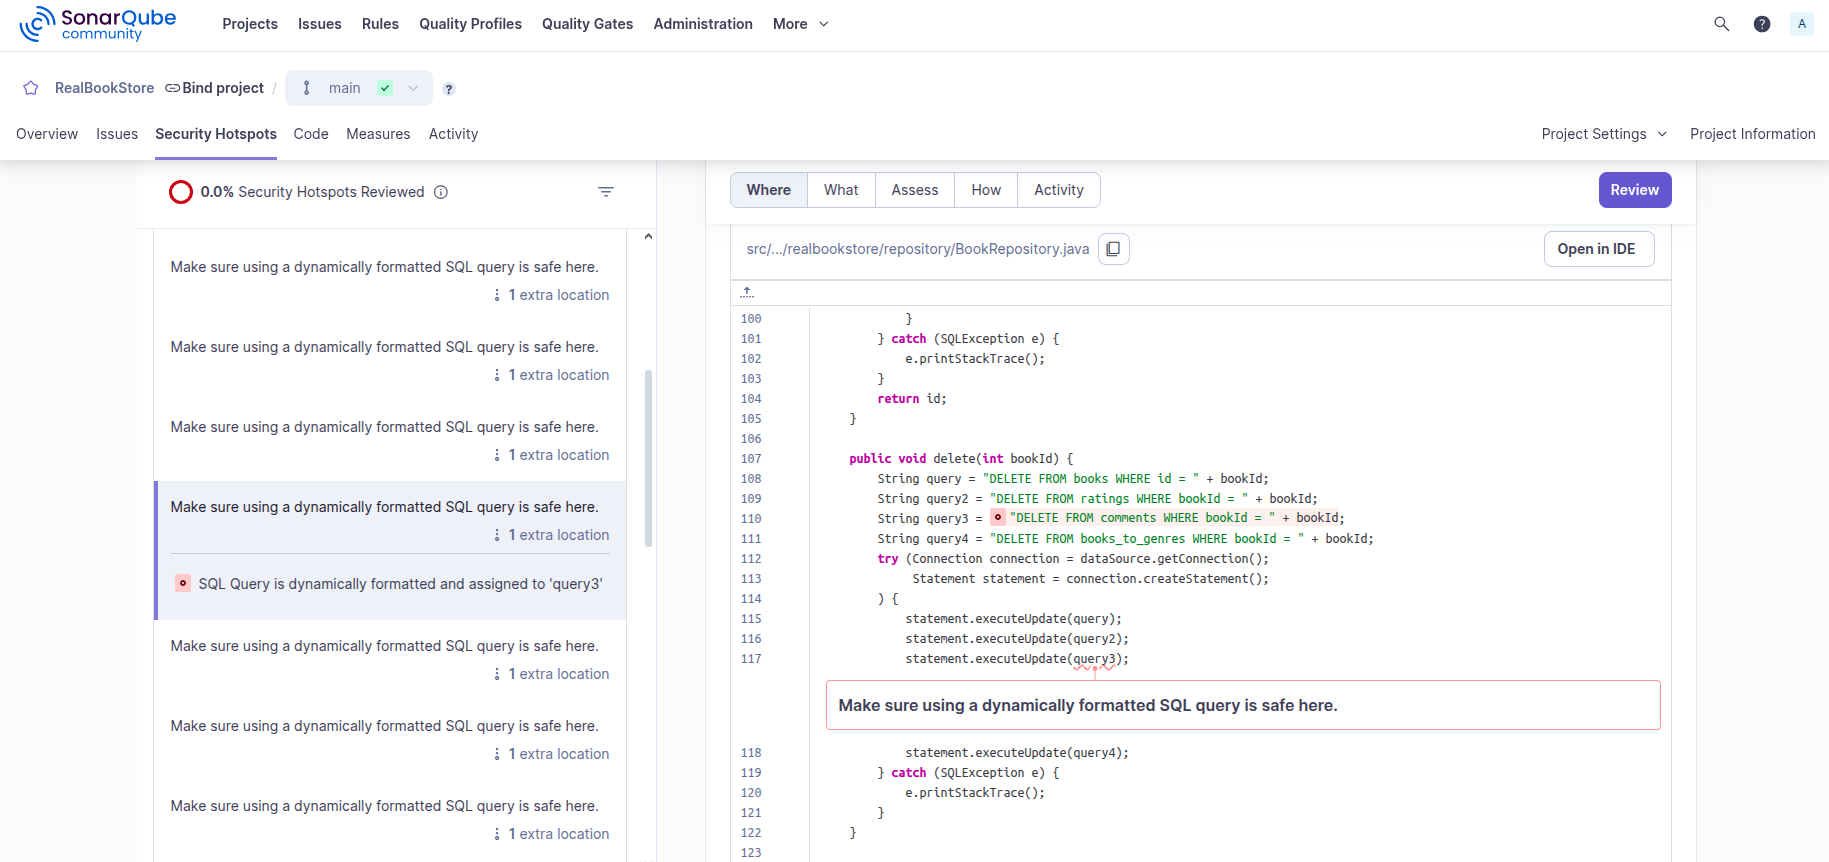 SonarQube community
Projects Issues Rules Quality Profiles Quality Gates Administration More
A
RealBookStore Bind project / main ?
Overview Issues Security Hotspots Code Measures Activity
Project Settings Project Information
0.0% Security Hotspots Reviewed
Make sure using a dynamically formatted SQL query is safe here.
1 extra location
Make sure using a dynamically formatted SQL query is safe here.
1 extra location
Make sure using a dynamically formatted SQL query is safe here.
1 extra location
Make sure using a dynamically formatted SQL query is safe here.
1 extra location
SQL Query is dynamically formatted and assigned to 'query3'
Make sure using a dynamically formatted SQL query is safe here.
1 extra location
Make sure using a dynamically formatted SQL query is safe here.
1 extra location
Make sure using a dynamically formatted SQL query is safe here.
1 extra location
Where What Assess How Activity
Review
src/.../realbookstore/repository/BookRepository.java
Open in IDE
100 }
101 } catch (SQLException e) {
102 e.printStackTrace();
103 }
104 return id;
105 }
106
107 public void delete(int bookId) {
108 String query = "DELETE FROM books WHERE id = " + bookId;
109 String query2 = "DELETE FROM ratings WHERE bookId = " + bookId;
110 String query3 = "DELETE FROM comments WHERE bookId = " + bookId;
111 String query4 = "DELETE FROM books_to_genres WHERE bookId = " + bookId;
112 try (Connection connection = dataSource.getConnection();
113 Statement statement = connection.createStatement();
114 ) {
115 statement.executeUpdate(query);
116 statement.executeUpdate(query2);
117 statement.executeUpdate(query3);
Make sure using a dynamically formatted SQL query is safe here.
118 statement.executeUpdate(query4);
119 } catch (SQLException e) {
120 e.printStackTrace();
121 }
122 }
123